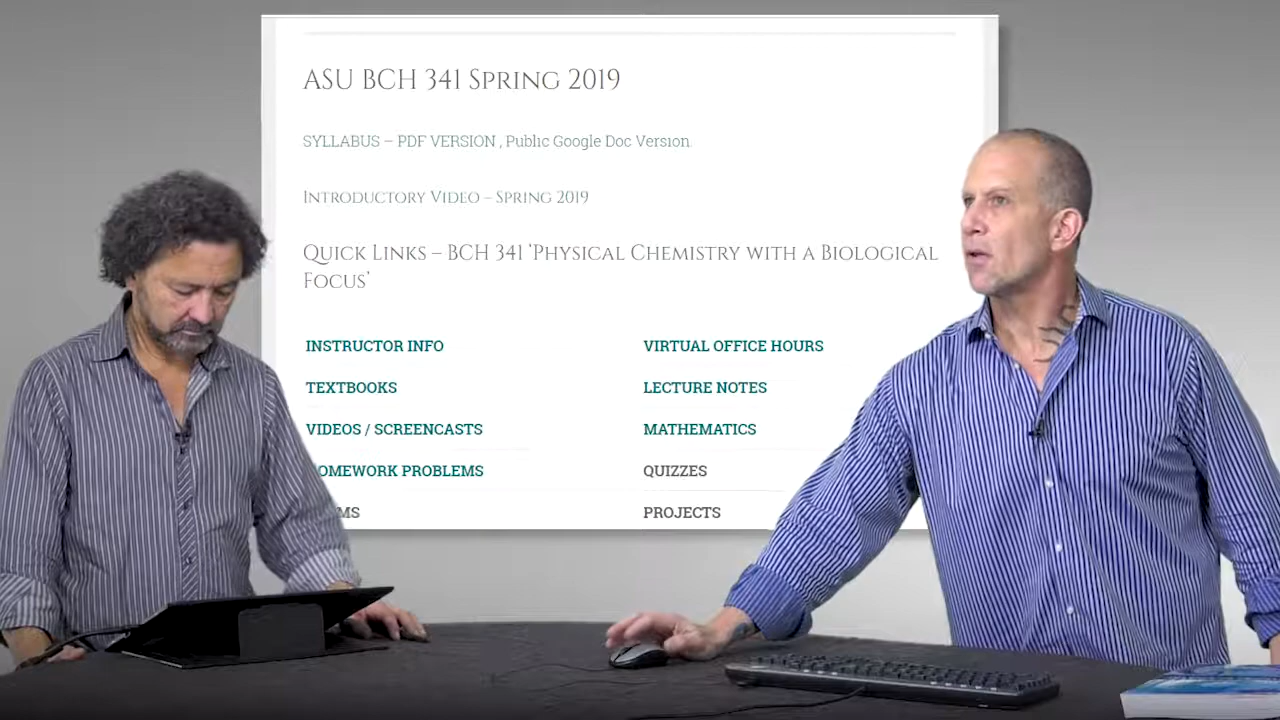 ASU BCH 341 Spring 2019
SYLLABUS – PDF VERSION , Public Google Doc Version.
Introductory Video – Spring 2019
Quick Links – BCH 341 'Physical Chemistry with a Biological
Focus'
INSTRUCTOR INFO
VIRTUAL OFFICE HOURS
TEXTBOOKS
LECTURE NOTES
VIDEOS / SCREENCASTS
MATHEMATICS
OMEWORK PROBLEMS
QUIZZES
MS
PROJECTS